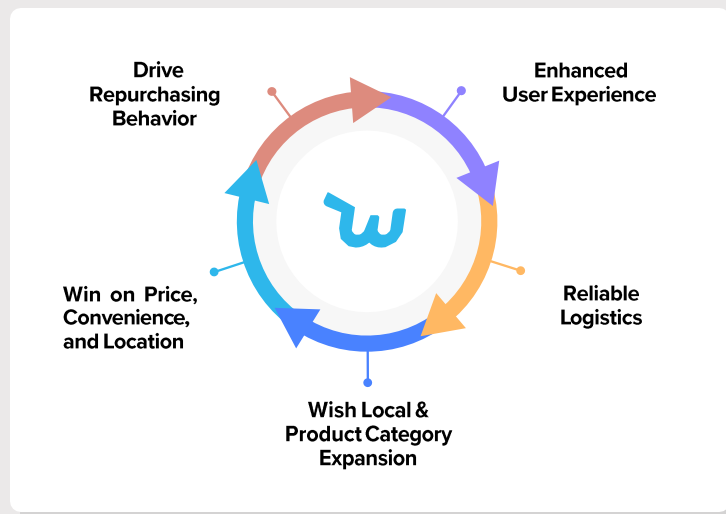 Drive
Repurchasing
Behavior
Enhanced
User Experience
Win on Price,
Convenience,
and Location
Reliable
Logistics
Wish Local &
Product Category
Expansion